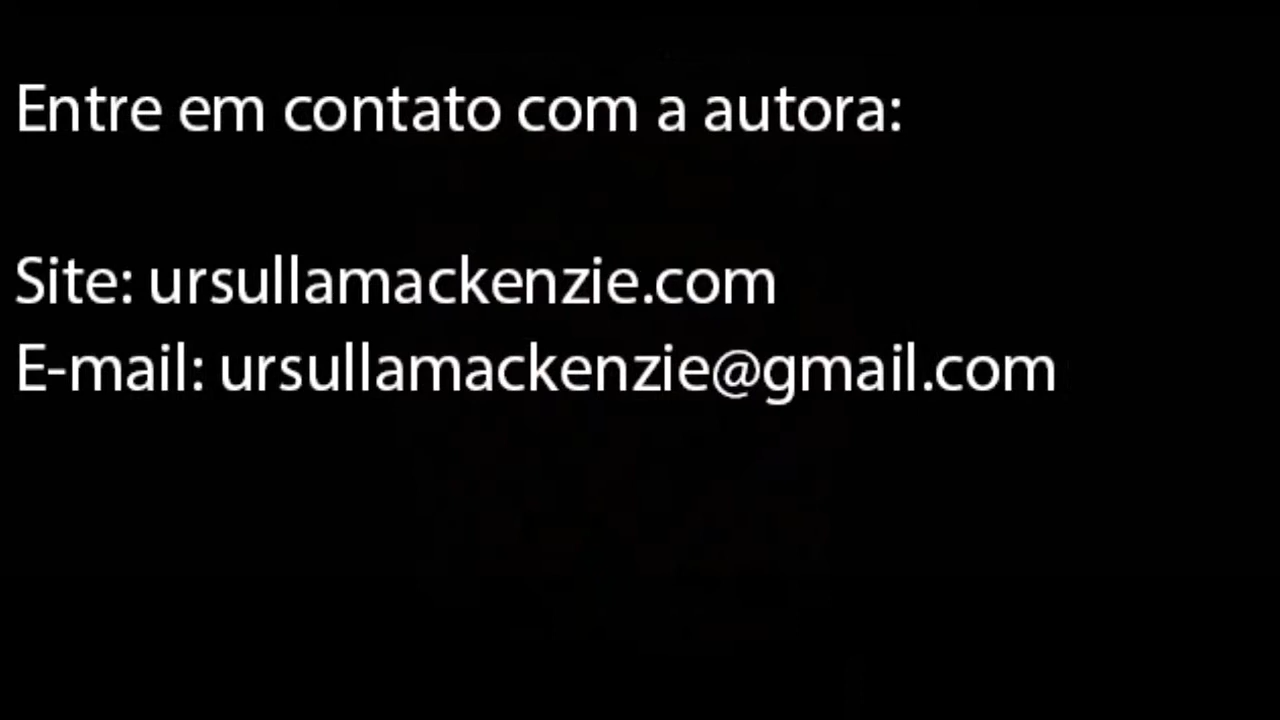 Entre em contato com a autora:
Site: ursullamackenzie.com
E-mail: ursullamackenzie@gmail.com